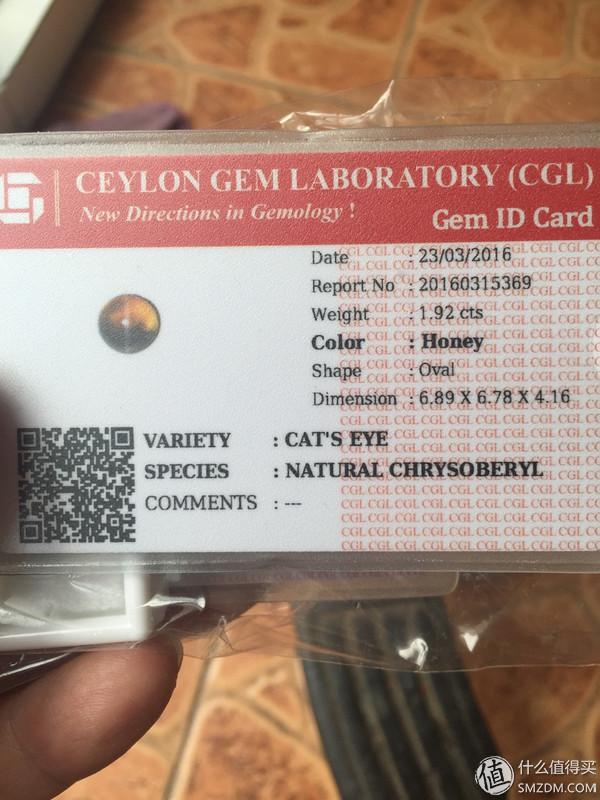 CEYLON GEM LABORATORY (CGL)
New Directions in Gemology !
Gem ID Card
Date : 23/03/2016
Report No : 20160315369
Weight : 1.92 cts
Color : Honey
Shape : Oval
Dimension : 6.89 X 6.78 X 4.16
VARIETY : CAT'S EYE
SPECIES : NATURAL CHRYSOBERYL
COMMENTS : ---
值 什么值得买
SMZDM.COM